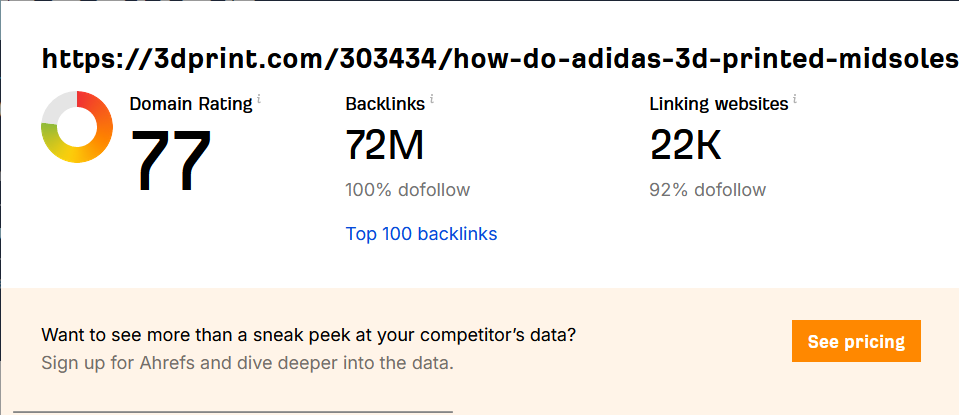 https://3dprint.com/303434/how-do-adidas-3d-printed-midsoles
Domain Rating i
77
Backlinks i
72M
100% dofollow
Top 100 backlinks
Linking websites i
22K
92% dofollow
Want to see more than a sneak peek at your competitor’s data?
Sign up for Ahrefs and dive deeper into the data.
See pricing